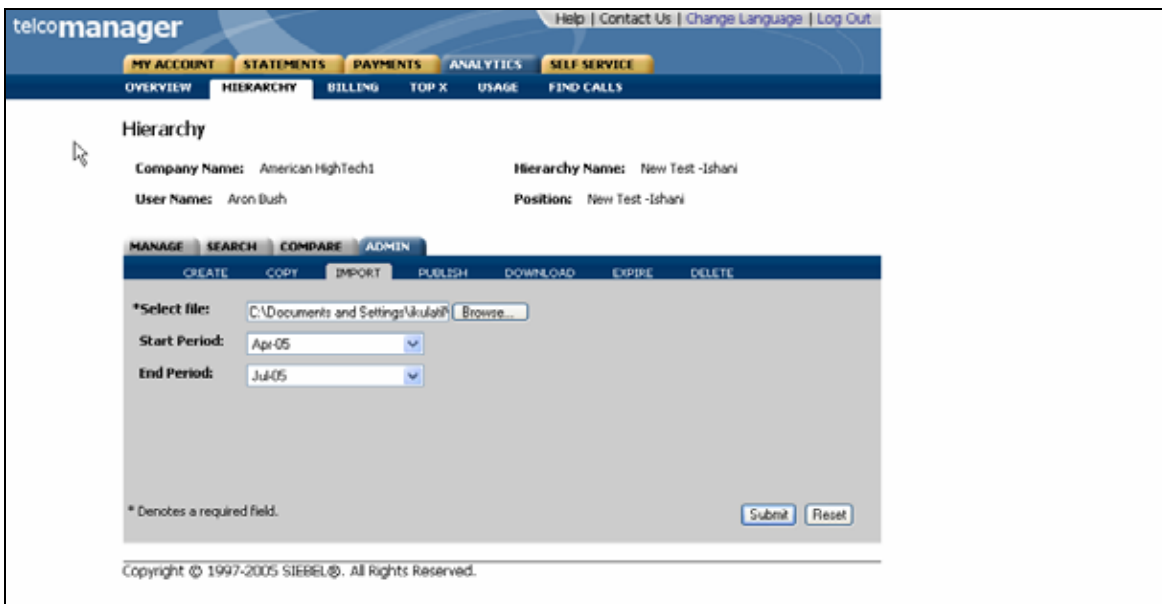 telcomanager
Help | Contact Us | Change Language | Log Out
MY ACCOUNT STATEMENTS PAYMENTS ANALYTICS SELF SERVICE
OVERVIEW HIERARCHY BILLING TOP X USAGE FIND CALLS
Hierarchy
Company Name: American HighTech1 Hierarchy Name: New Test -Ishani
User Name: Aron Bush Position: New Test -Ishani
MANAGE SEARCH COMPARE ADMIN
CREATE COPY IMPORT PUBLISH DOWNLOAD EXPIRE DELETE
*Select file: C:\Documents and Settings\ Browse...
Start Period: Apr-05
End Period: Jul-05
* Denotes a required field. Submit Reset
Copyright © 1997-2005 SIEBEL®. All Rights Reserved.